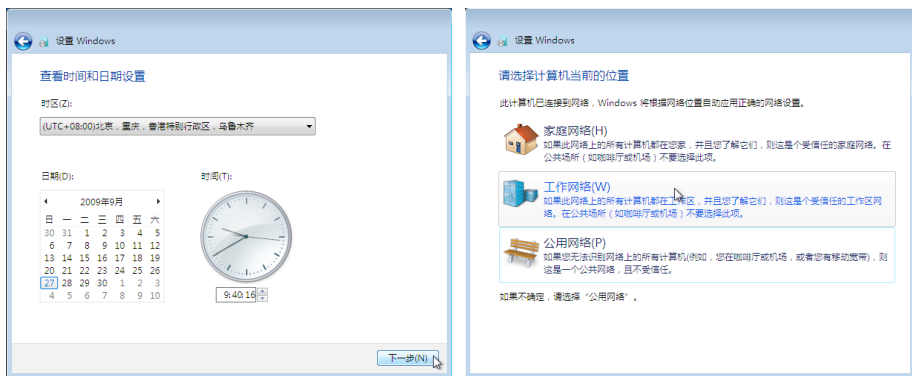 设置 Windows
查看时间和日期设置
时区(Z):
(UTC+08:00)北京，重庆，香港特别行政区，乌鲁木齐
日期(D):
时间(T):
2009年9月
日 一 二 三 四 五 六
30 31 1 2 3 4 5
6 7 8 9 10 11 12
13 14 15 16 17 18 19
20 21 22 23 24 25 26
27 28 29 30 1 2 3
4 5 6 7 8 9 10
9:40:16
下一步(N)
设置 Windows
请选择计算机当前的位置
此计算机已连接到网络，Windows 将根据网络位置自动应用正确的网络设置。
家庭网络(H)
如果此网络上的所有计算机都在您家，并且您了解它们，则这是个受信任的家庭网络。在
公共场所（如咖啡厅或机场）不要选择此项。
工作网络(W)
如果此网络上的所有计算机都在工作区，并且您了解它们，则这是个受信任的工作区网
络。在公共场所（如咖啡厅或机场）不要选择此项。
公用网络(P)
如果您无法识别网络上的所有计算机(例如，您在咖啡厅或机场，或者您有移动宽带)，则
这是一个公共网络，且不受信任。
如果不确定，请选择“公用网络”。